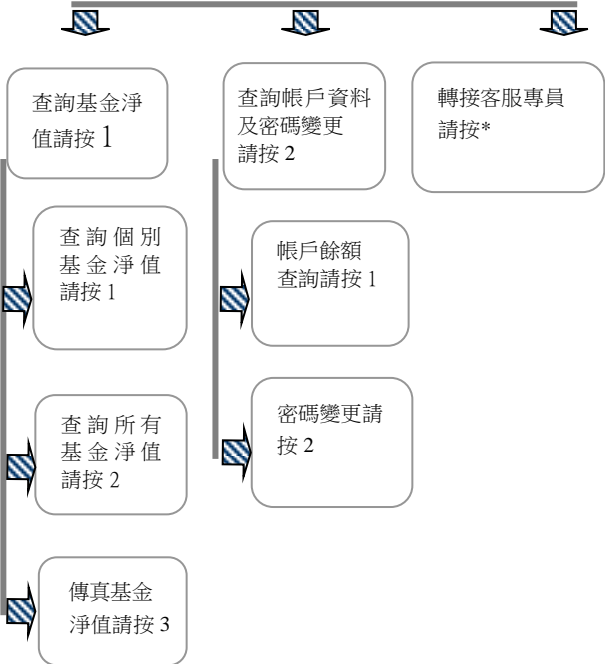 查詢基金淨
值請按 1
查詢個別
基金淨值
請按 1
查詢所有
基金淨值
請按 2
傳真基金
淨值請按 3
查詢帳戶資料
及密碼變更
請按 2
帳戶餘額
查詢請按 1
密碼變更請
按 2
轉接客服專員
請按*